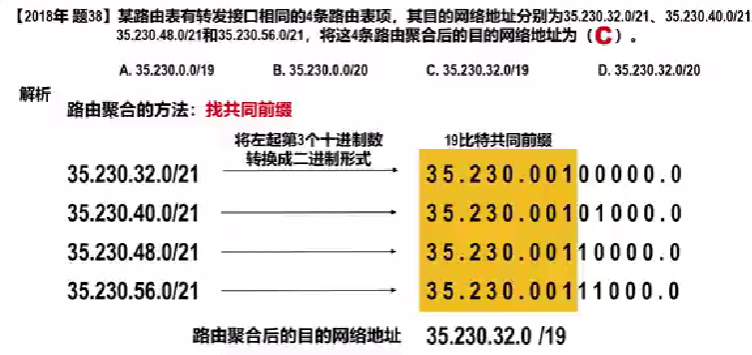 【2018年 题38】某路由表有转发接口相同的4条路由表项，其目的网络地址分别为35.230.32.0/21、35.230.40.0/21
35.230.48.0/21和35.230.56.0/21，将这4条路由聚合后的目的网络地址为（C）。
A. 35.230.0.0/19 B. 35.230.0.0/20 C. 35.230.32.0/19 D. 35.230.32.0/20
解析
路由聚合的方法：找共同前缀
将左起第3个十进制数
转换成二进制形式
19比特共同前缀
35.230.32.0/21 35.230.00100000.0
35.230.40.0/21 35.230.00101000.0
35.230.48.0/21 35.230.00110000.0
35.230.56.0/21 35.230.00111000.0
路由聚合后的目的网络地址 35.230.32.0 /19